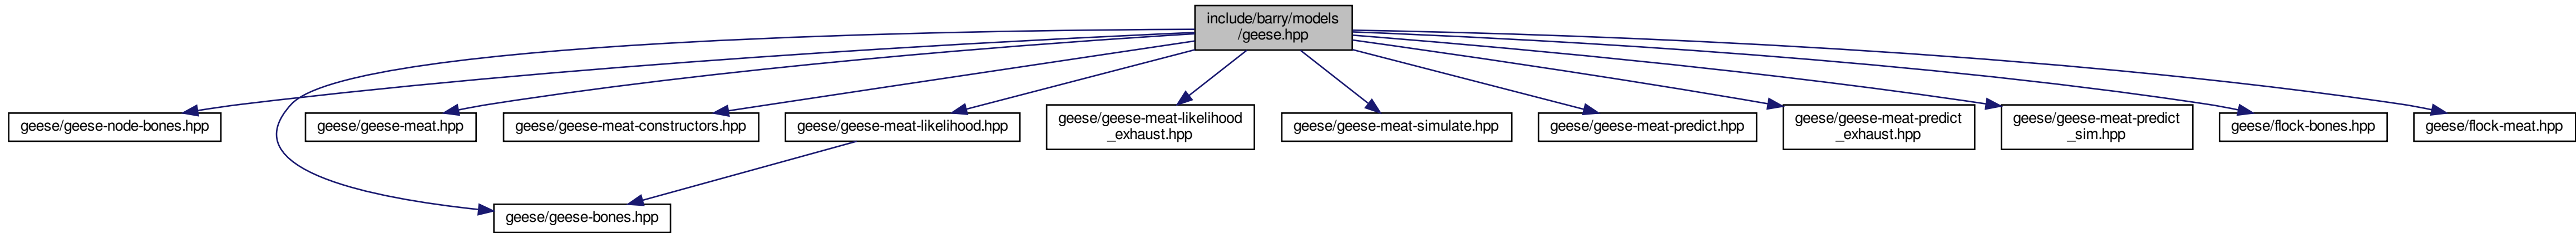 include/barry/models
/geese.hpp
geese/geese-node-bones.hpp
geese/geese-meat.hpp
geese/geese-meat-constructors.hpp
geese/geese-meat-likelihood.hpp
geese/geese-meat-likelihood
_exhaust.hpp
geese/geese-meat-simulate.hpp
geese/geese-meat-predict.hpp
geese/geese-meat-predict
_exhaust.hpp
geese/geese-meat-predict
_sim.hpp
geese/flock-bones.hpp
geese/flock-meat.hpp
geese/geese-bones.hpp